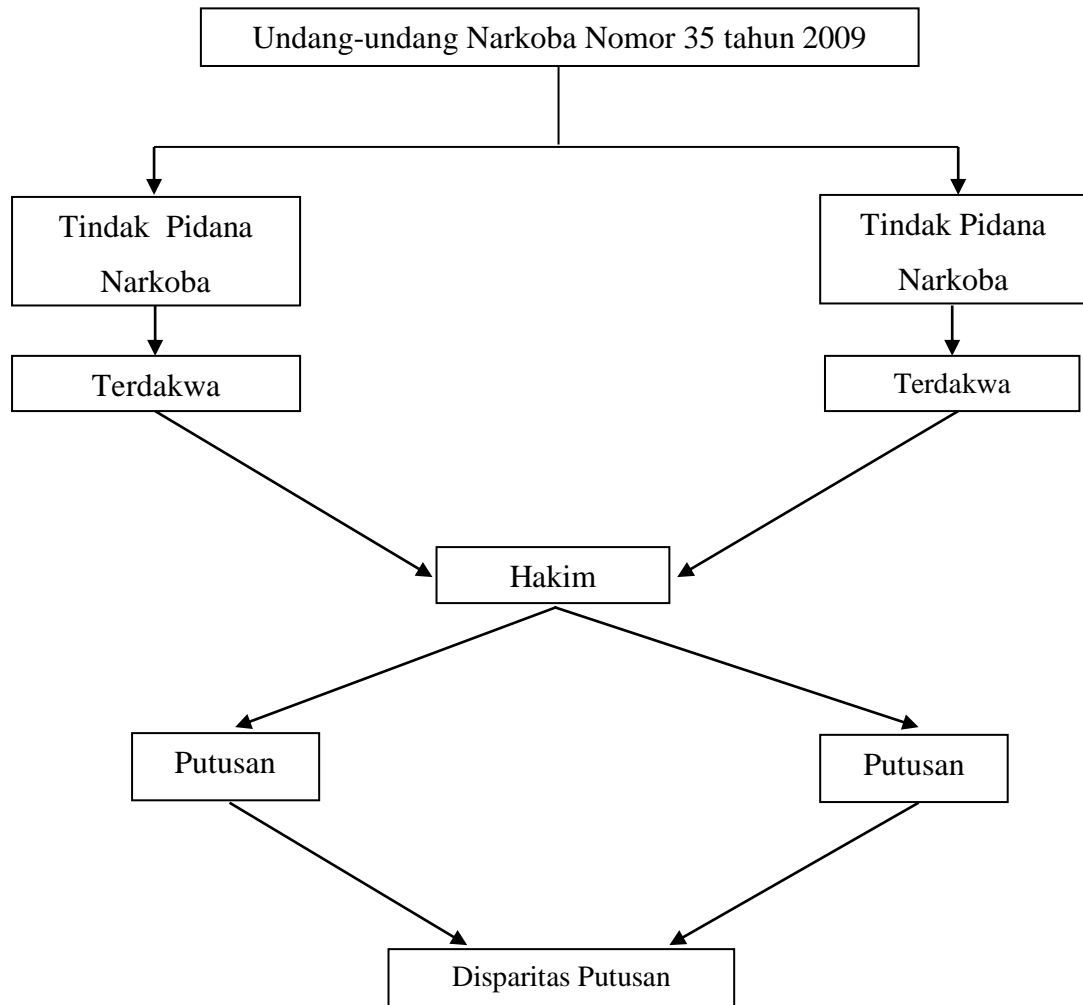 Undang-undang Narkoba Nomor 35 tahun 2009
Tindak Pidana
Narkoba
Tindak Pidana
Narkoba
Terdakwa
Terdakwa
Hakim
Putusan
Putusan
Disparitas Putusan